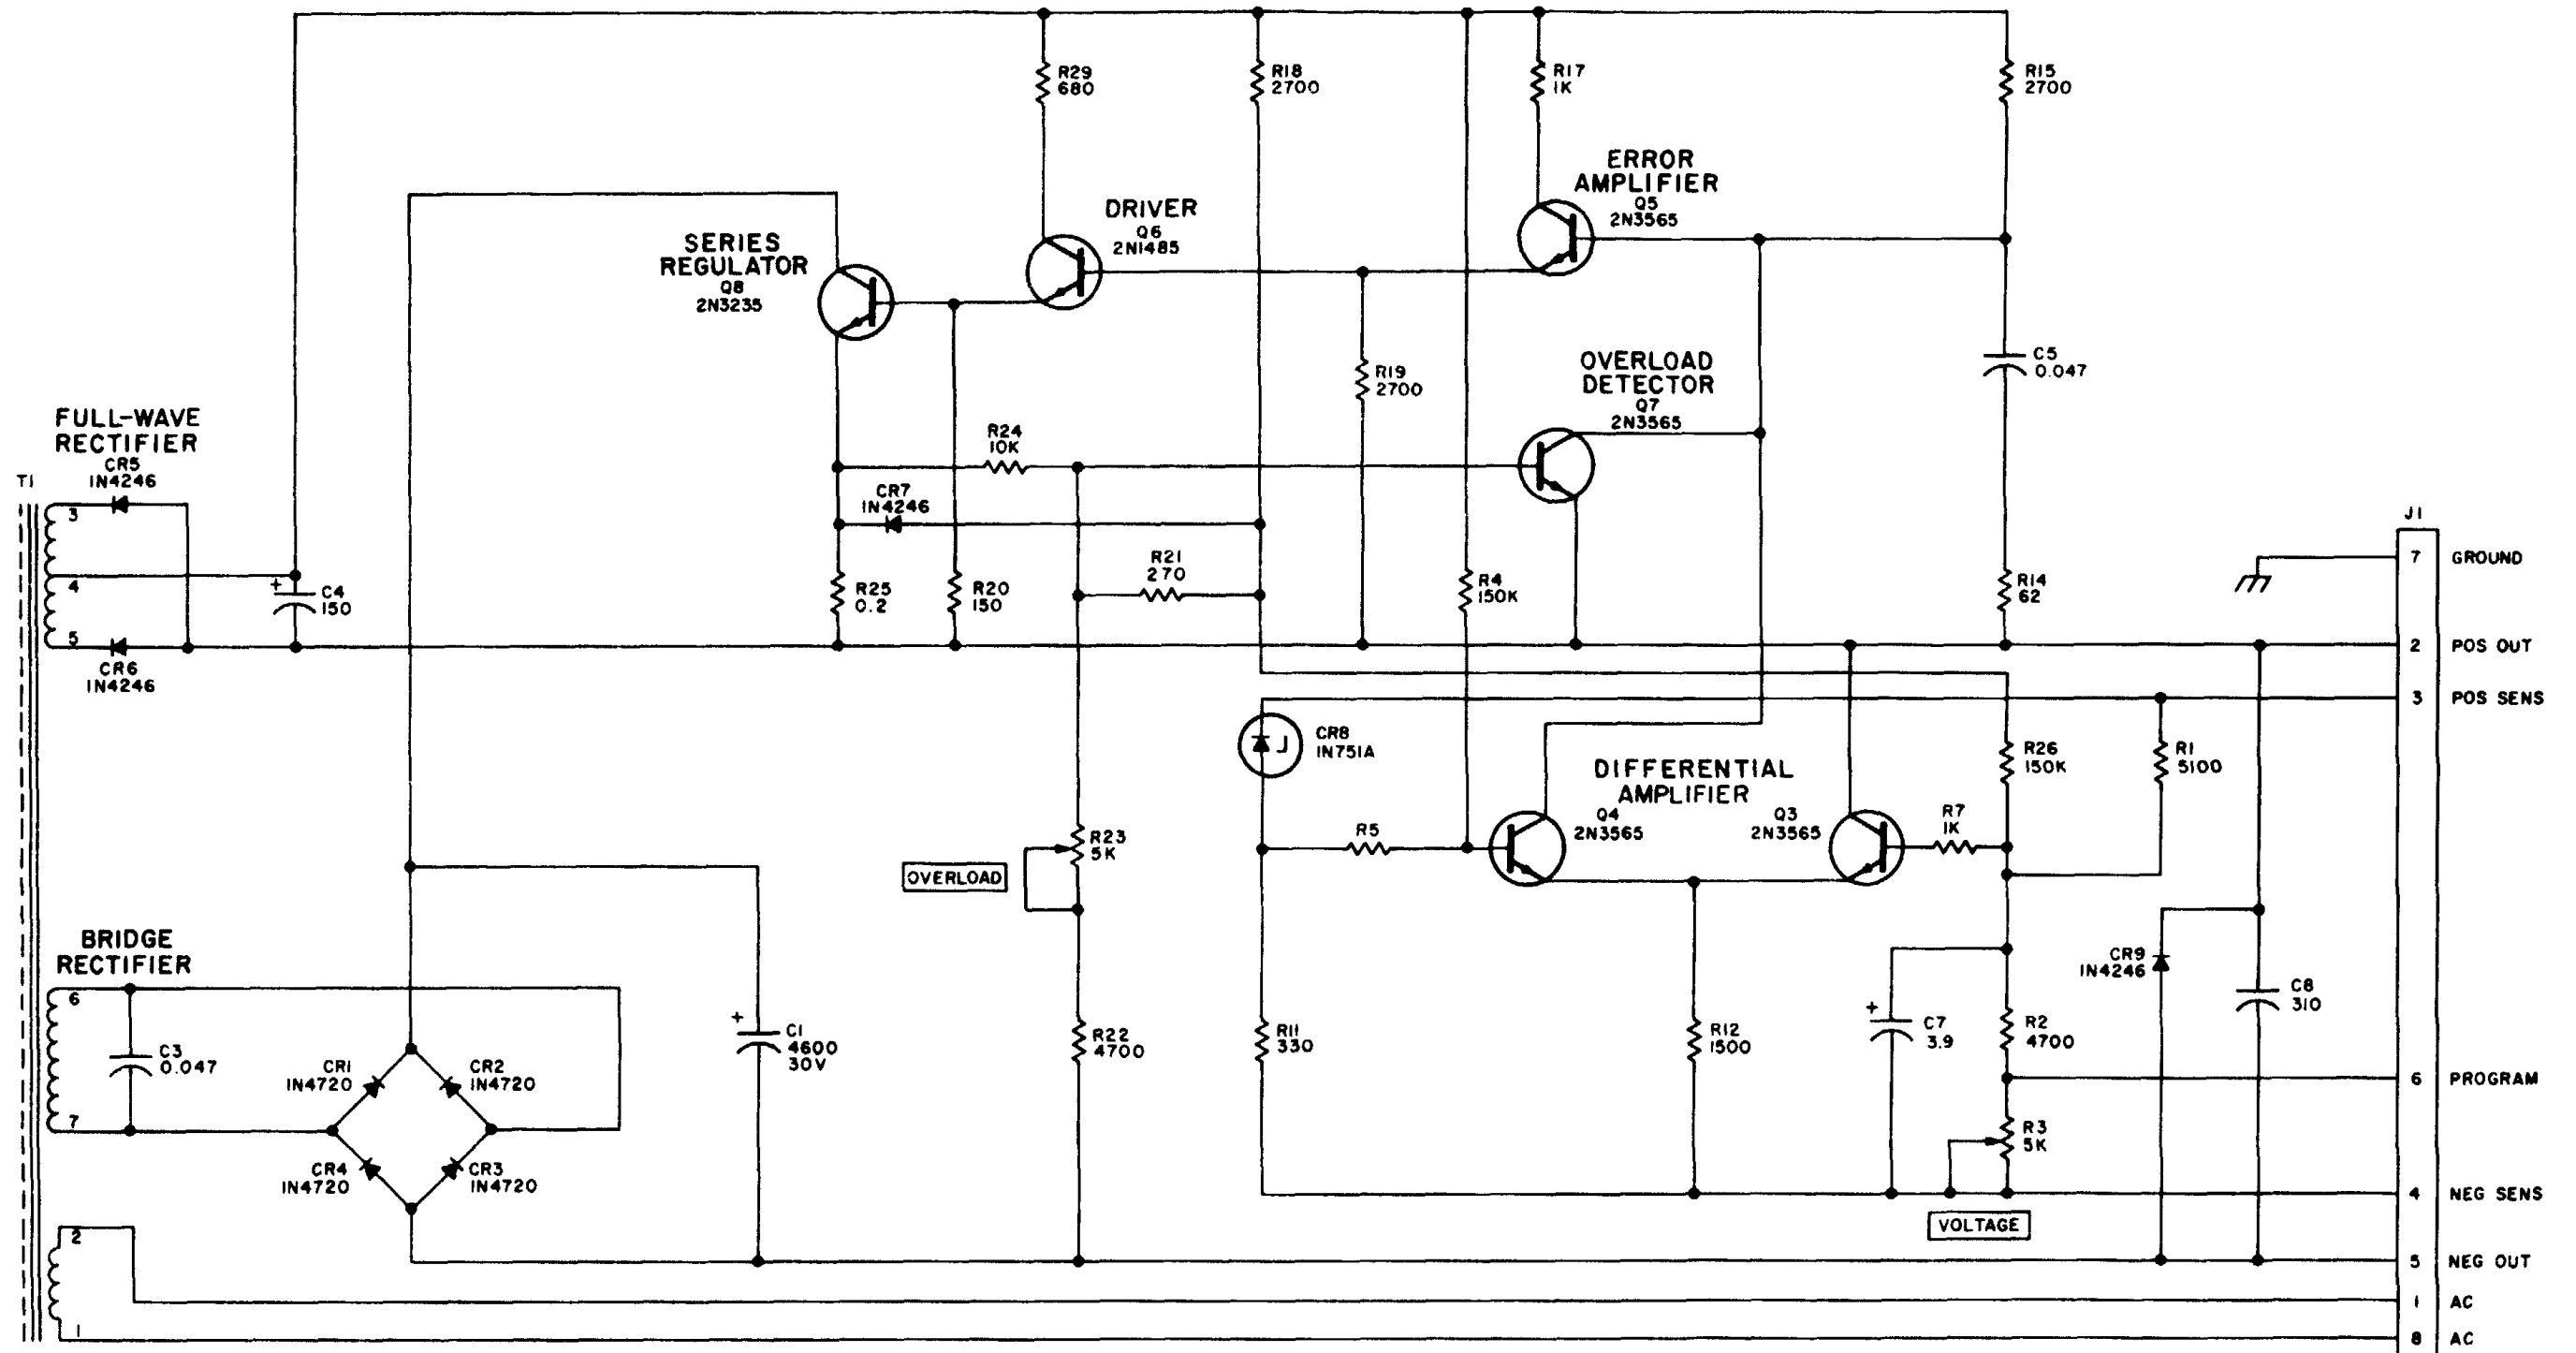 R29
680
R18
2700
R17
1K
R15
2700
ERROR
AMPLIFIER
Q5
2N3565
DRIVER
Q6
2N1485
SERIES
REGULATOR
Q8
2N3235
R19
2700
OVERLOAD
DETECTOR
Q7
2N3565
C5
0.047
FULL-WAVE
RECTIFIER
CR5
IN4246
T1
3
4
5
+
C4
150
CR6
IN4246
R24
10K
CR7
IN4246
R21
270
R25
0.2
R20
150
R4
150K
R14
62
J1
7 GROUND
2 POS OUT
3 POS SENS
CR8
IN751A
DIFFERENTIAL
AMPLIFIER
Q4
2N3565
Q3
2N3565
R26
150K
R1
5100
R7
1K
R5
R23
5K
OVERLOAD
BRIDGE
RECTIFIER
6
7
C3
0.047
CR1
IN4720
CR2
IN4720
CR4
IN4720
CR3
IN4720
+
C1
4600
30V
R22
4700
R11
330
R12
1500
+
C7
3.9
R2
4700
CR9
IN4246
C8
310
6 PROGRAM
R3
5K
4 NEG SENS
VOLTAGE
5 NEG OUT
2
1
1 AC
8 AC